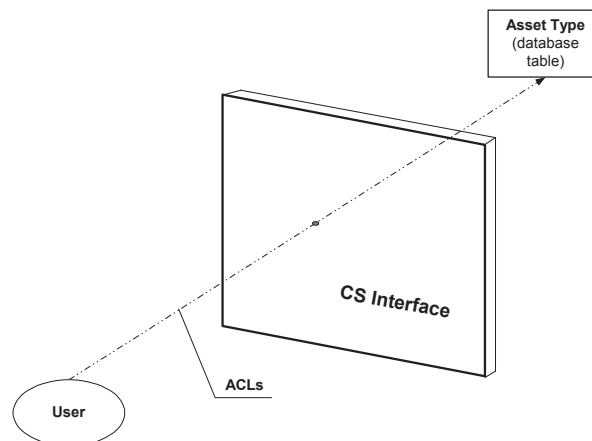 Asset Type
(database
table)
CS Interface
ACLs
User